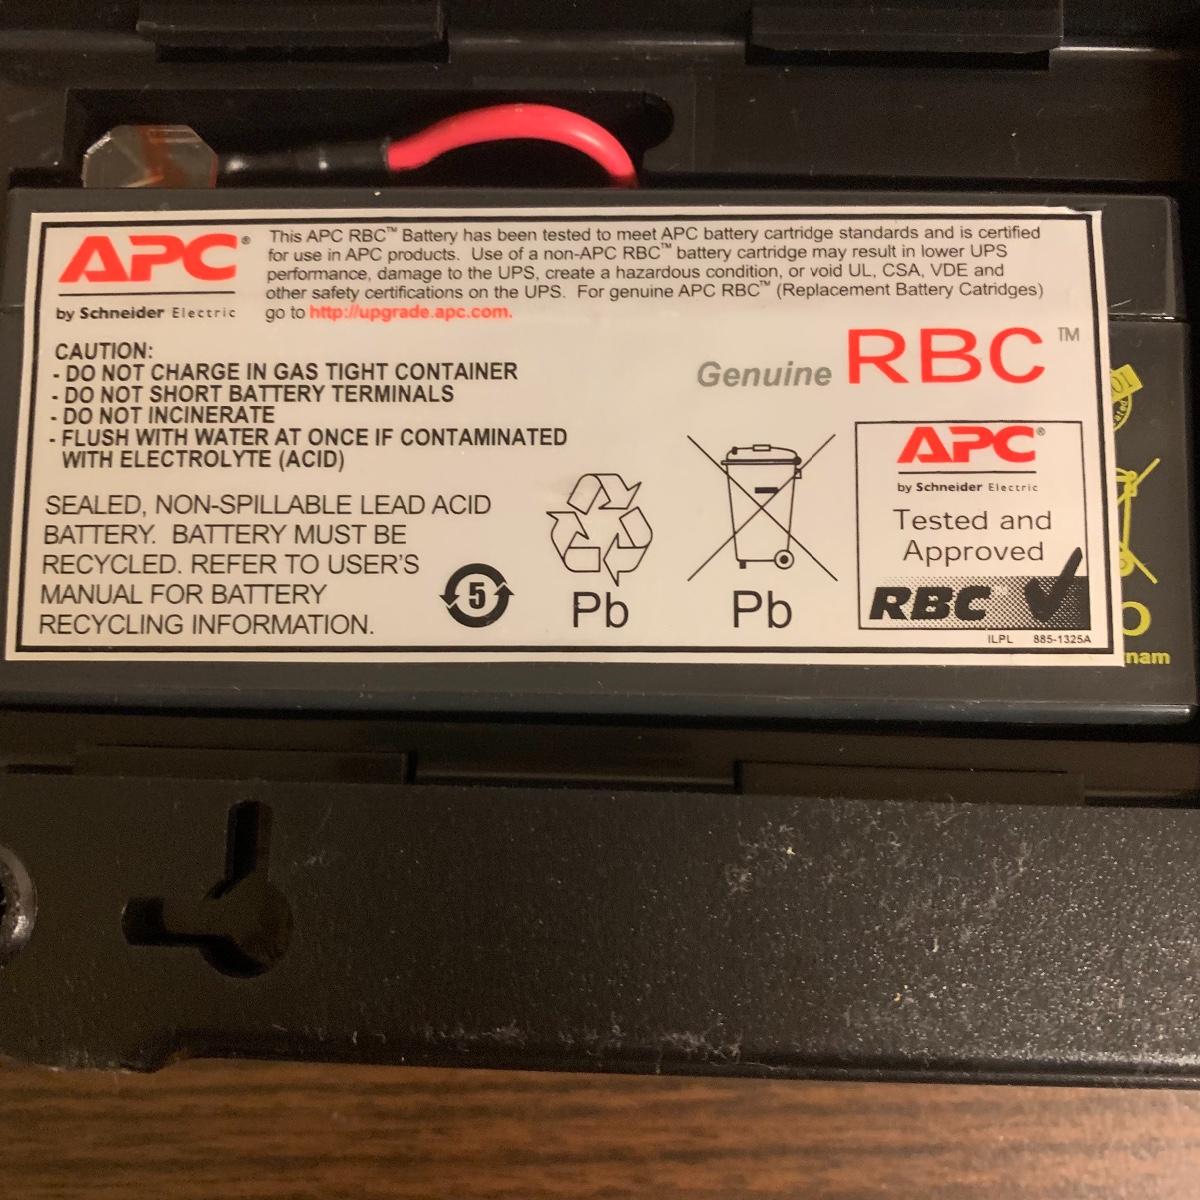 APC®
by Schneider Electric
This APC RBC™ Battery has been tested to meet APC battery cartridge standards and is certified
for use in APC products. Use of a non-APC RBC™ battery cartridge may result in lower UPS
performance, damage to the UPS, create a hazardous condition, or void UL, CSA, VDE and
other safety certifications on the UPS. For genuine APC RBC™ (Replacement Battery Catridges)
go to http://upgrade.apc.com.
CAUTION:
- DO NOT CHARGE IN GAS TIGHT CONTAINER
- DO NOT SHORT BATTERY TERMINALS
- DO NOT INCINERATE
- FLUSH WITH WATER AT ONCE IF CONTAMINATED
WITH ELECTROLYTE (ACID)
Genuine RBC™
SEALED, NON-SPILLABLE LEAD ACID
BATTERY. BATTERY MUST BE
RECYCLED. REFER TO USER'S
MANUAL FOR BATTERY
RECYCLING INFORMATION.
5
Pb
Pb
APC®
by Schneider Electric
Tested and
Approved
RBC™
ILPL 885-1325A
nam